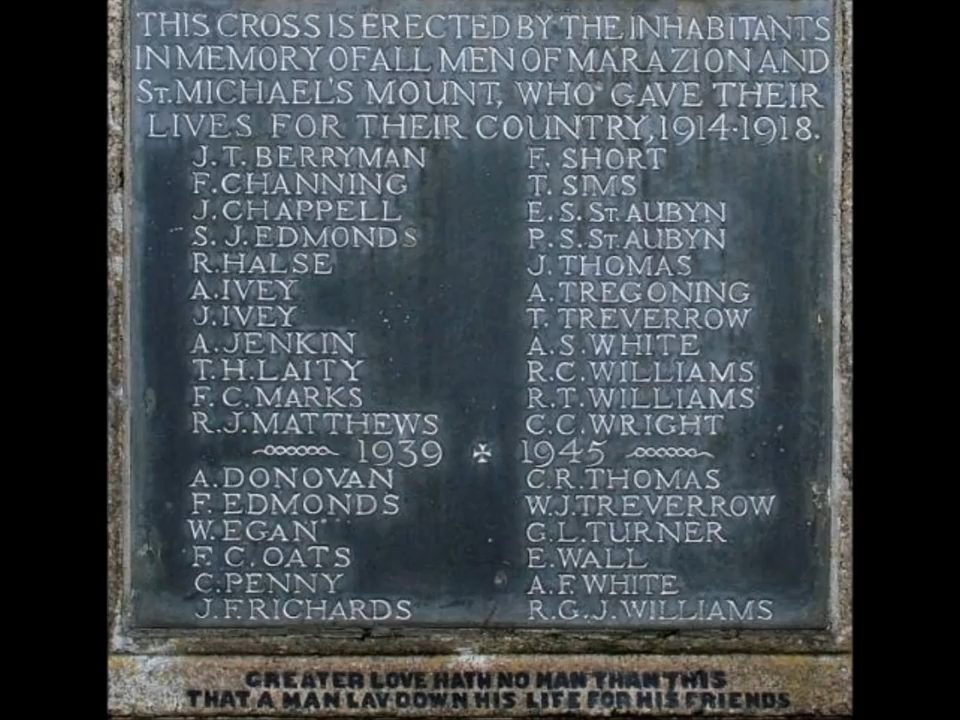 THIS CROSS IS ERECTED BY THE INHABITANTS
IN MEMORY OF ALL MEN OF MARAZION AND
ST. MICHAEL'S MOUNT, WHO GAVE THEIR
LIVES FOR THEIR COUNTRY, 1914·1918.
J.T. BERRYMAN
F. CHANNING
J. CHAPPELL
S. J. EDMONDS
R. HALSE
A. IVEY
J. IVEY
A. JENKIN
T.H. LAITY
F. C. MARKS
R. J. MATTHEWS
F. SHORT
T. SIMS
E. S. ST. AUBYN
P. S. ST. AUBYN
J. THOMAS
A. TREGONING
T. TREVERROW
A. S. WHITE
R. C. WILLIAMS
R. T. WILLIAMS
C. C. WRIGHT
1939 1945
A. DONOVAN
F. EDMONDS
W. EGAN
F. C. OATS
C. PENNY
J. F. RICHARDS
C. R. THOMAS
W. J. TREVERROW
G. L. TURNER
E. WALL
A. F. WHITE
R. G. J. WILLIAMS
GREATER LOVE HATH NO MAN THAN THIS
THAT A MAN LAY DOWN HIS LIFE FOR HIS FRIENDS